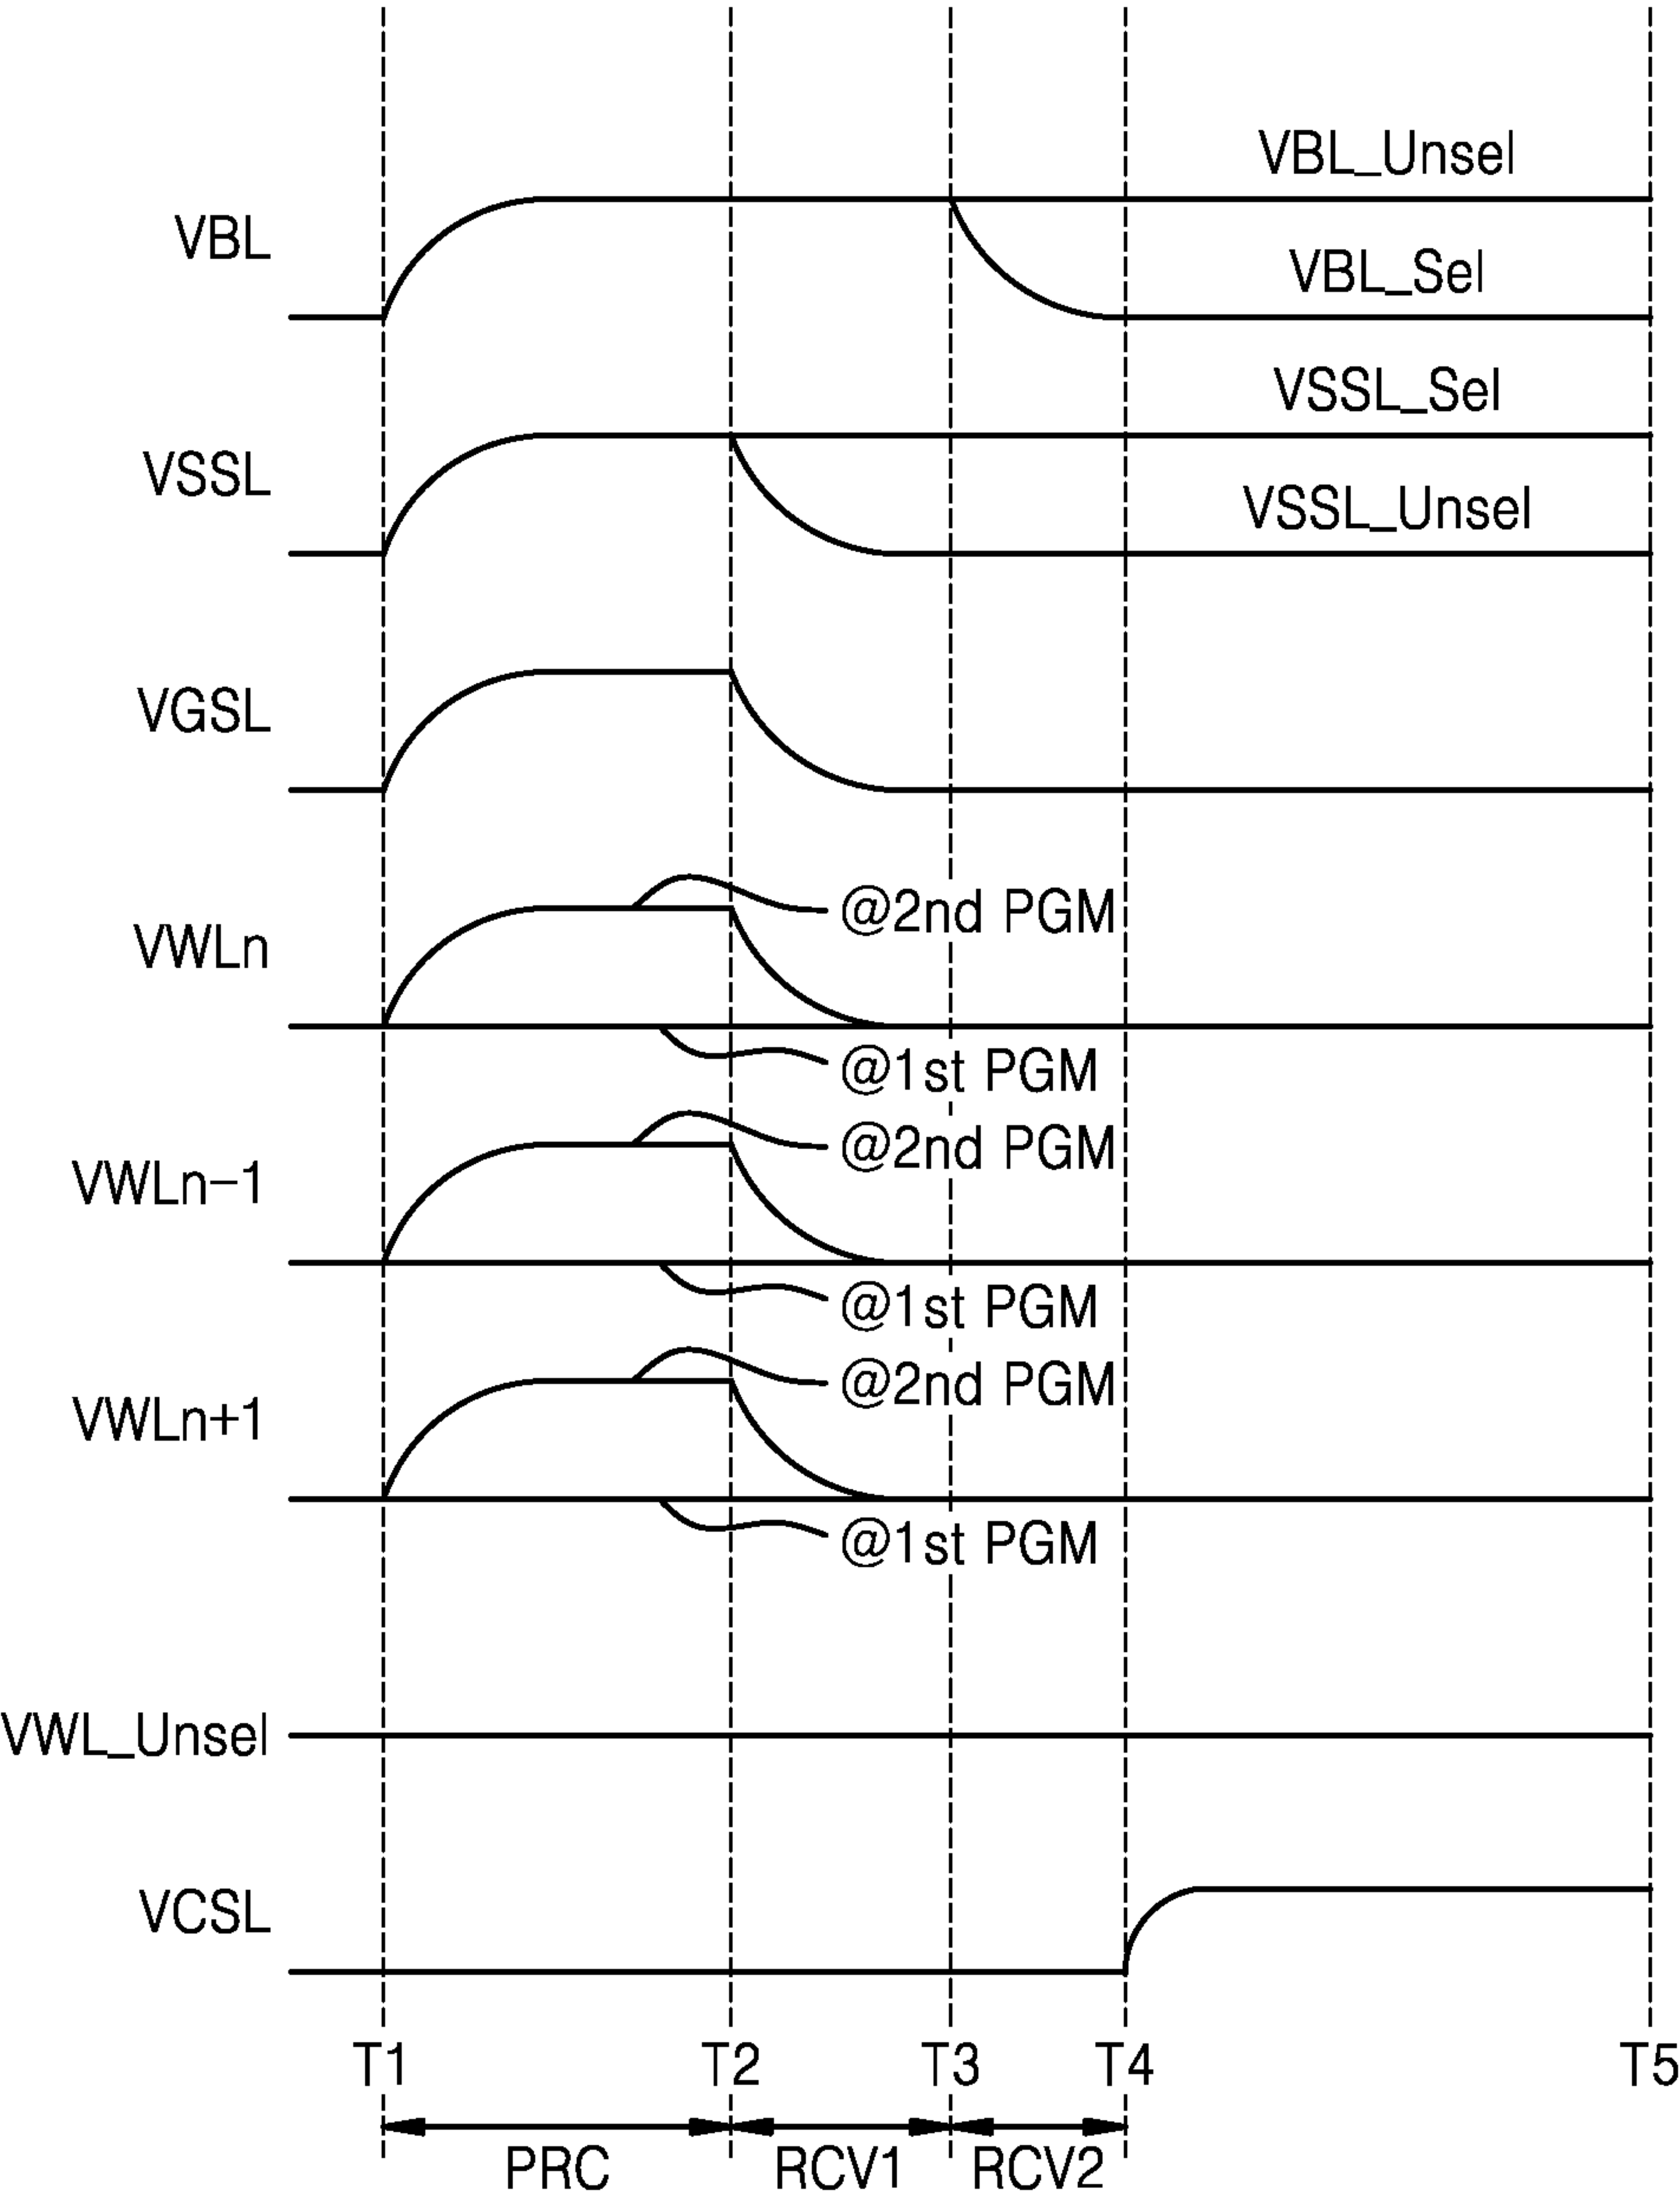 VBL_Unsel
VBL
VBL_Sel
VSSL_Sel
VSSL
VSSL_Unsel
VGSL
@2nd PGM
VWLn
@1st PGM
@2nd PGM
VWLn-1
@1st PGM
@2nd PGM
VWLn+1
@1st PGM
VWL_Unsel
VCSL
T1 T2 T3 T4 T5
PRC RCV1 RCV2